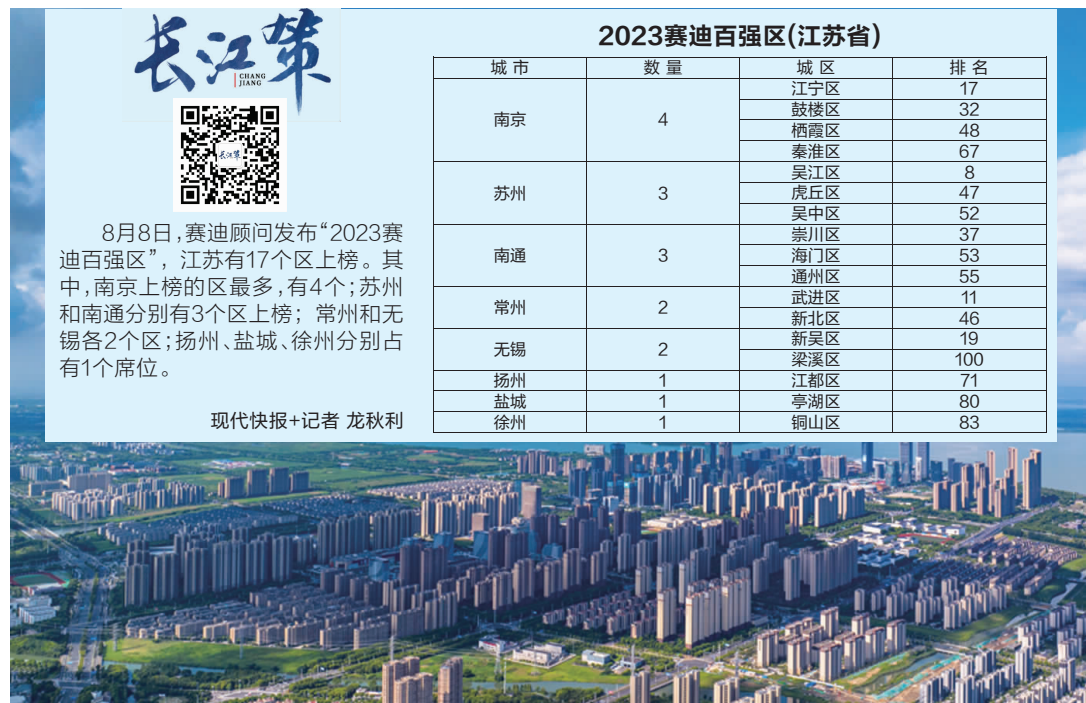 长江策
CHANG
JIANG
长江策
8月8日，赛迪顾问发布“2023赛
迪百强区”，江苏有17个区上榜。其
中，南京上榜的区最多，有4个；苏州
和南通分别有3个区上榜；常州和无
锡各2个区；扬州、盐城、徐州分别占
有1个席位。
现代快报+记者 龙秋利
2023赛迪百强区(江苏省)
城市 数量 城区 排名
南京 4 江宁区 17
鼓楼区 32
栖霞区 48
秦淮区 67
苏州 3 吴江区 8
虎丘区 47
吴中区 52
南通 3 崇川区 37
海门区 53
通州区 55
常州 2 武进区 11
新北区 46
无锡 2 新吴区 19
梁溪区 100
扬州 1 江都区 71
盐城 1 亭湖区 80
徐州 1 铜山区 83